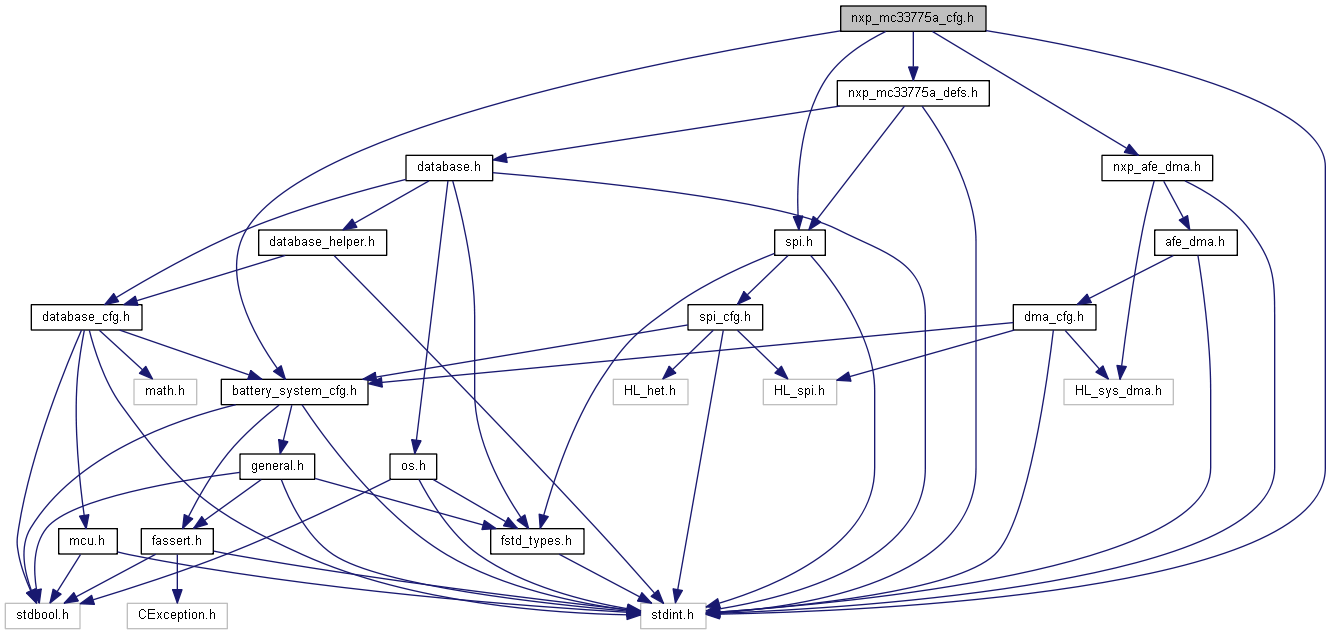 nxp_mc33775a_cfg.h
nxp_mc33775a_defs.h
database.h
nxp_afe_dma.h
database_helper.h
spi.h
afe_dma.h
database_cfg.h
spi_cfg.h
dma_cfg.h
math.h
battery_system_cfg.h
HL_het.h
HL_spi.h
HL_sys_dma.h
general.h
os.h
mcu.h
fassert.h
fstd_types.h
stdbool.h
CException.h
stdint.h